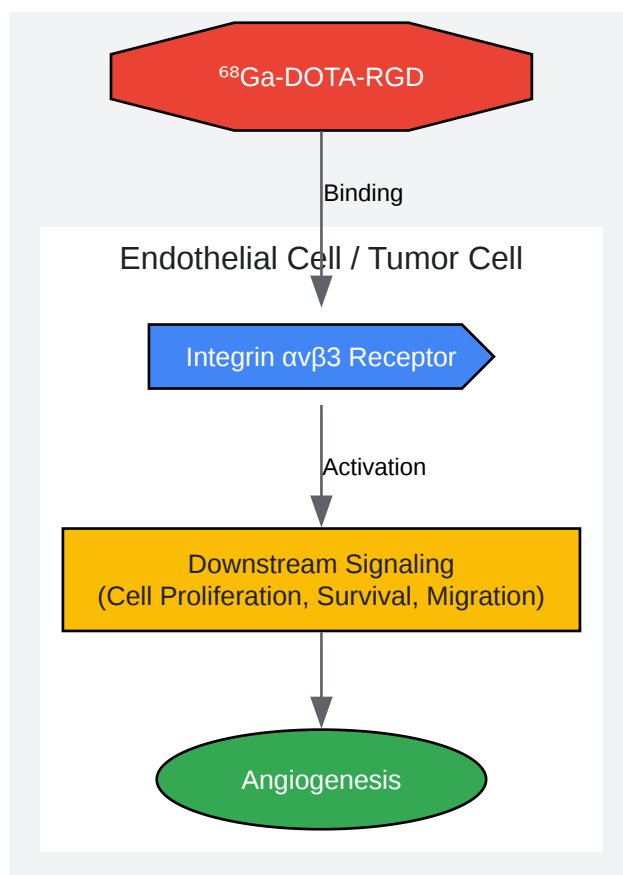 ⁶⁸Ga-DOTA-RGD
Binding
Endothelial Cell / Tumor Cell
Integrin αvβ3 Receptor
Activation
Downstream Signaling
(Cell Proliferation, Survival, Migration)
Angiogenesis